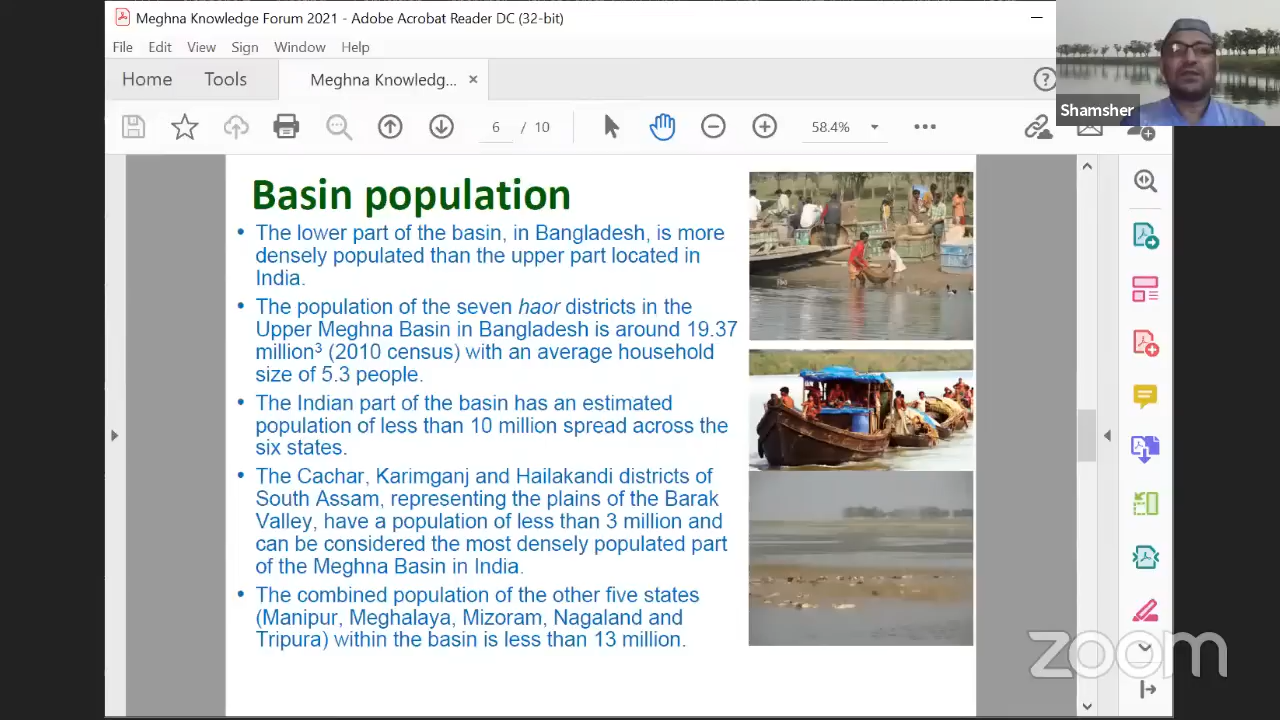 Meghna Knowledge Forum 2021 - Adobe Acrobat Reader DC (32-bit)
File Edit View Sign Window Help
Home Tools Meghna Knowledg... ×
6 / 10 58.4%
Shamsher
Basin population
• The lower part of the basin, in Bangladesh, is more
densely populated than the upper part located in
India.
• The population of the seven haor districts in the
Upper Meghna Basin in Bangladesh is around 19.37
million³ (2010 census) with an average household
size of 5.3 people.
• The Indian part of the basin has an estimated
population of less than 10 million spread across the
six states.
• The Cachar, Karimganj and Hailakandi districts of
South Assam, representing the plains of the Barak
Valley, have a population of less than 3 million and
can be considered the most densely populated part
of the Meghna Basin in India.
• The combined population of the other five states
(Manipur, Meghalaya, Mizoram, Nagaland and
Tripura) within the basin is less than 13 million.
zoom